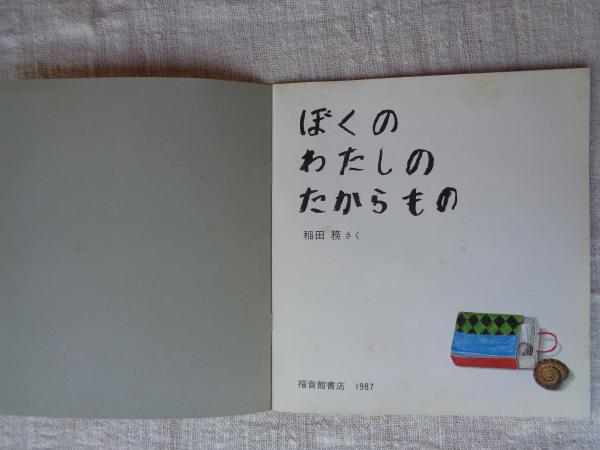 ぼくの
わたしの
たからもの
稲田 務 さく
福音館書店 1987